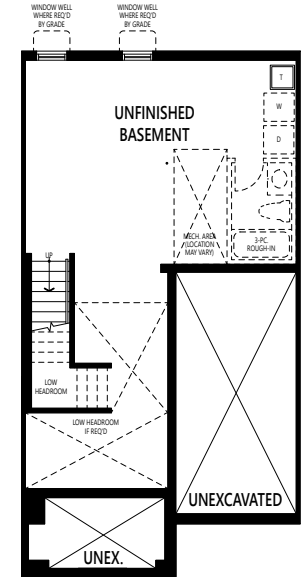 WINDOW WELL
WHERE REQ'D
BY GRADE
WINDOW WELL
WHERE REQ'D
BY GRADE
T
W
D
UNFINISHED
BASEMENT
MECH. AREA
(LOCATION
MAY VARY)
3-PC.
ROUGH-IN
UP
LOW
HEADROOM
LOW HEADROOM
IF REQ'D
UNEXCAVATED
UNEX.